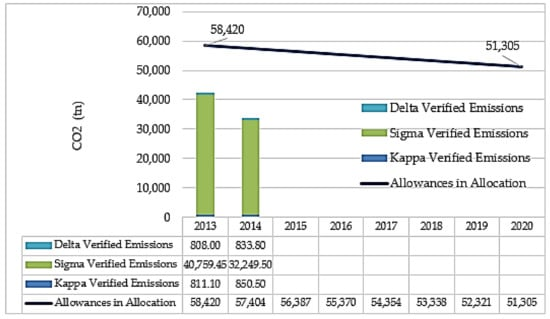 70,000
60,000
50,000
40,000
30,000
20,000
10,000
0
CO2 (tn)
58,420
51,305
Delta Verified Emissions
Sigma Verified Emissions
Kappa Verified Emissions
Allowances in Allocation
2013 2014 2015 2016 2017 2018 2019 2020
Delta Verified Emissions 808.00 833.80
Sigma Verified Emissions 40,759.45 32,249.50
Kappa Verified Emissions 811.10 850.50
Allowances in Allocation 58,420 57,404 56,387 55,370 54,354 53,338 52,321 51,305